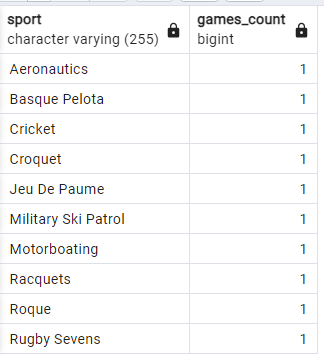 sport games_count
character varying (255) bigint
Aeronautics 1
Basque Pelota 1
Cricket 1
Croquet 1
Jeu De Paume 1
Military Ski Patrol 1
Motorboating 1
Racquets 1
Roque 1
Rugby Sevens 1